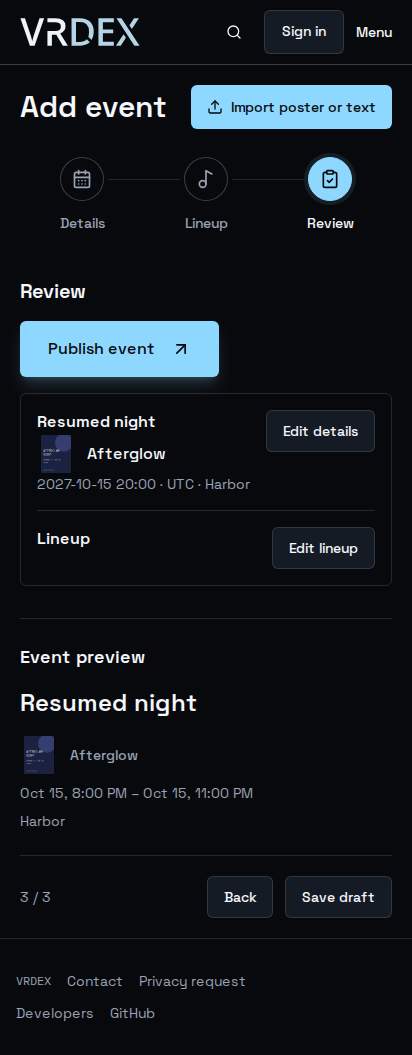 VRDEX
Sign in
Menu
Add event
Import poster or text
Details
Lineup
Review
Review
Publish event
Resumed night
Edit details
Afterglow
2027-10-15 20:00 · UTC · Harbor
Lineup
Edit lineup
Event preview
Resumed night
Afterglow
Oct 15, 8:00 PM – Oct 15, 11:00 PM
Harbor
3 / 3
Back
Save draft
VRDEX
Contact
Privacy request
Developers
GitHub